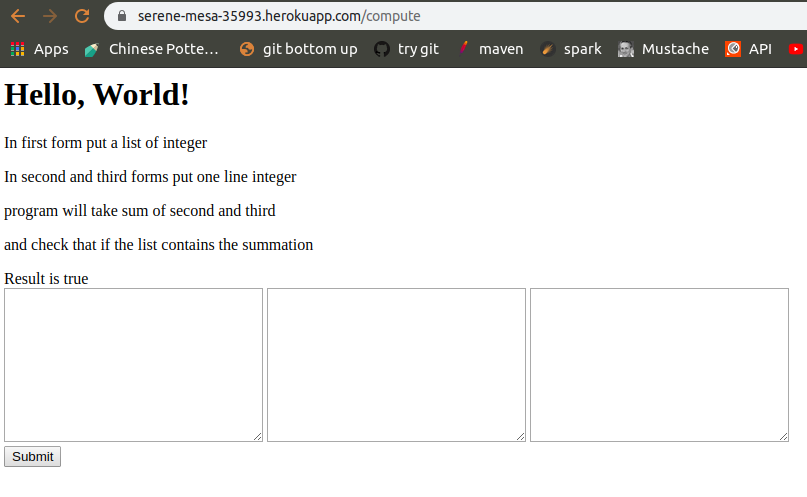 serene-mesa-35993.herokuapp.com/compute
Apps Chinese Potte... git bottom up try git maven spark Mustache API
Hello, World!
In first form put a list of integer
In second and third forms put one line integer
program will take sum of second and third
and check that if the list contains the summation
Result is true
Submit